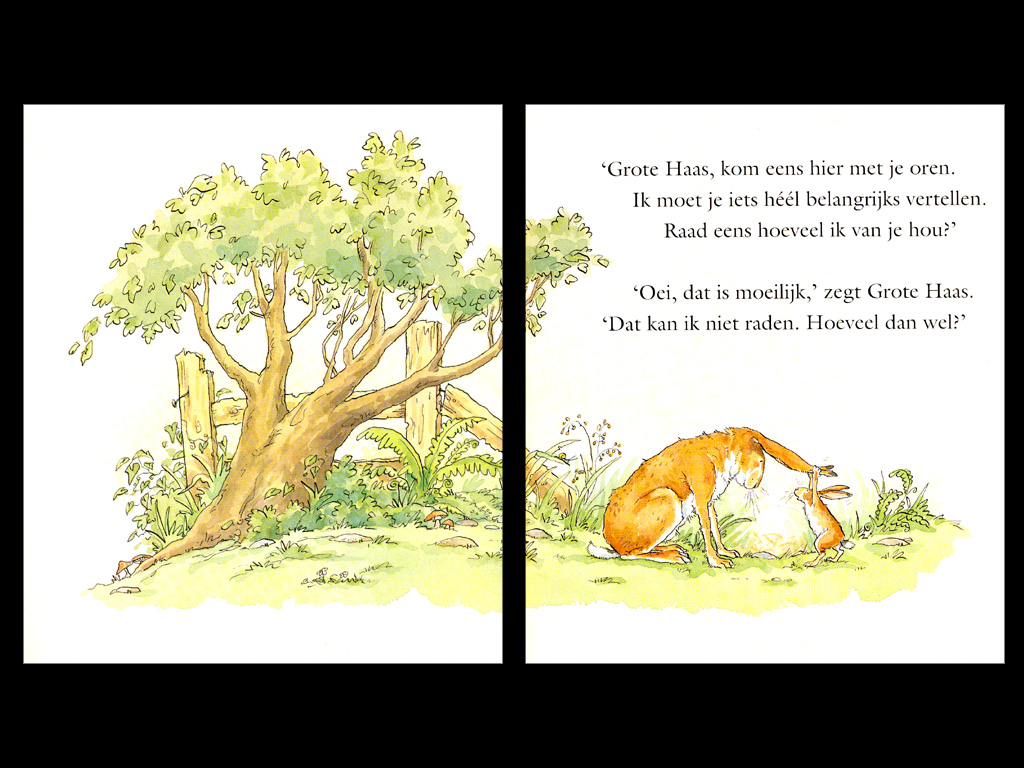 ‘Grote Haas, kom eens hier met je oren.
Ik moet je iets héél belangrijks vertellen.
Raad eens hoeveel ik van je hou?’
‘Oei, dat is moeilijk,’ zegt Grote Haas.
‘Dat kan ik niet raden. Hoeveel dan wel?’